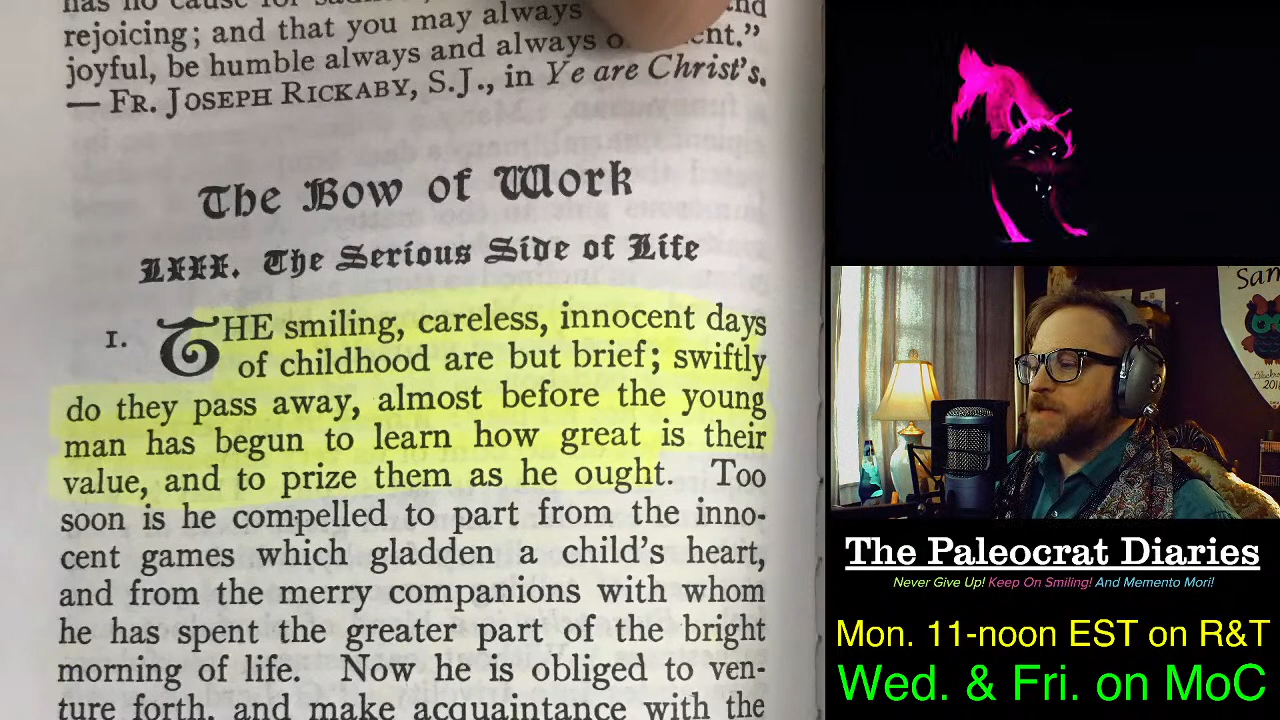 has no cause for
rejoicing; and that you may always
joyful, be humble always and always
— FR. JOSEPH RICKABY, S.J., in Ye are Christ's.
The Bow of Work
LXXX. The Serious Side of Life
1. THE smiling, careless, innocent days
of childhood are but brief; swiftly
do they pass away, almost before the young
man has begun to learn how great is their
value, and to prize them as he ought. Too
soon is he compelled to part from the inno-
cent games which gladden a child's heart,
and from the merry companions with whom
he has spent the greater part of the bright
morning of life. Now he is obliged to ven-
ture forth, and make acquaintance with the
San
The Paleocrat Diaries
Never Give Up! Keep On Smiling! And Memento Mori!
Mon. 11-noon EST on R&T
Wed. & Fri. on MoC